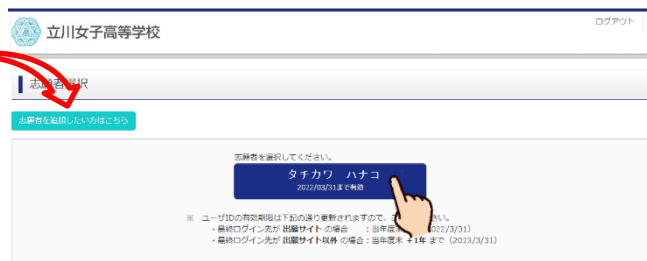 立川女子高等学校
ログアウト
志願者選択
志願者を追加したい方はこちら
志願者を選択してください。
タチカワ ハナコ
2022/03/31まで有効
※ ユーザIDの有効期限は下記の通り更新されますので、ご さい。
・最終ログイン先が 出願サイト の場合 :当年度末 022/3/31)
・最終ログイン先が 出願サイト以外 の場合:当年度末 +1年 まで(2023/3/31)